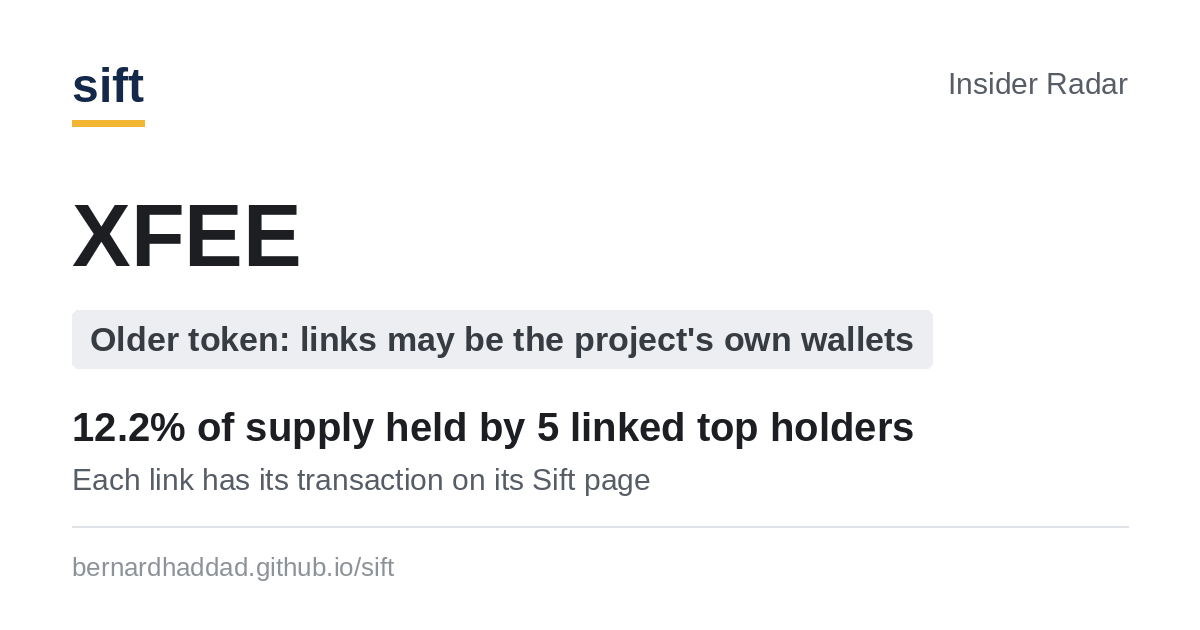 sift
Insider Radar
XFEE
Older token: links may be the project's own wallets
12.2% of supply held by 5 linked top holders
Each link has its transaction on its Sift page
bernardhaddad.github.io/sift